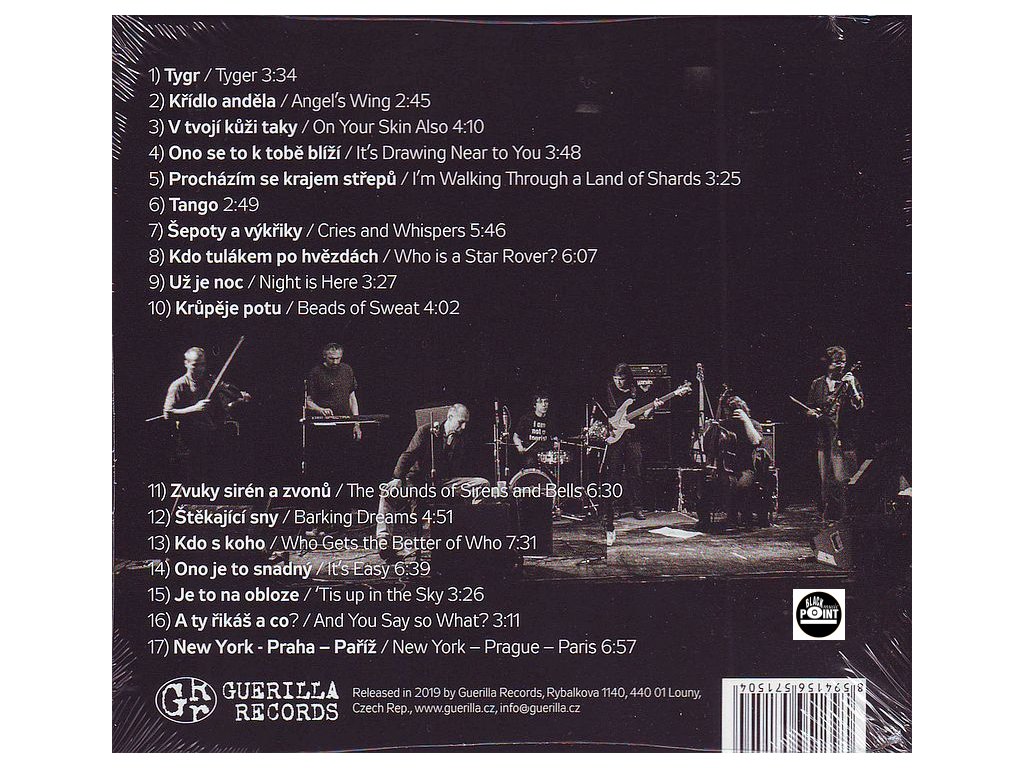 1) Tygr / Tyger 3:34
2) Křídlo anděla / Angel's Wing 2:45
3) V tvojí kůži taky / On Your Skin Also 4:10
4) Ono se to k tobě blíží / It's Drawing Near to You 3:48
5) Procházím se krajem střepů / I'm Walking Through a Land of Shards 3:25
6) Tango 2:49
7) Šepoty a výkřiky / Cries and Whispers 5:46
8) Kdo tulákem po hvězdách / Who is a Star Rover? 6:07
9) Už je noc / Night is Here 3:27
10) Krůpěje potu / Beads of Sweat 4:02
I am
not a
tourist
11) Zvuky sirén a zvonů / The Sounds of Sirens and Bells 6:30
12) Štěkající sny / Barking Dreams 4:51
13) Kdo s koho / Who Gets the Better of Who 7:31
14) Ono je to snadný / It's Easy 6:39
15) Je to na obloze / 'Tis up in the Sky 3:26
16) A ty řikáš a co? / And You Say so What? 3:11
17) New York - Praha – Paříž / New York – Prague – Paris 6:57
BLACK
POINT
music
GUERILLA
RECORDS
Released in 2019 by Guerilla Records, Rybalkova 1140, 440 01 Louny,
Czech Rep., www.guerilla.cz, info@guerilla.cz
8594156571504